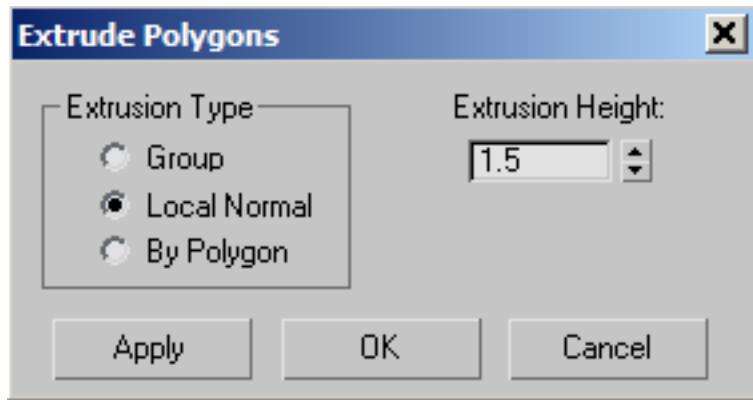 Extrude Polygons
Extrusion Type
Group
Local Normal
By Polygon
Extrusion Height:
1.5
Apply
OK
Cancel